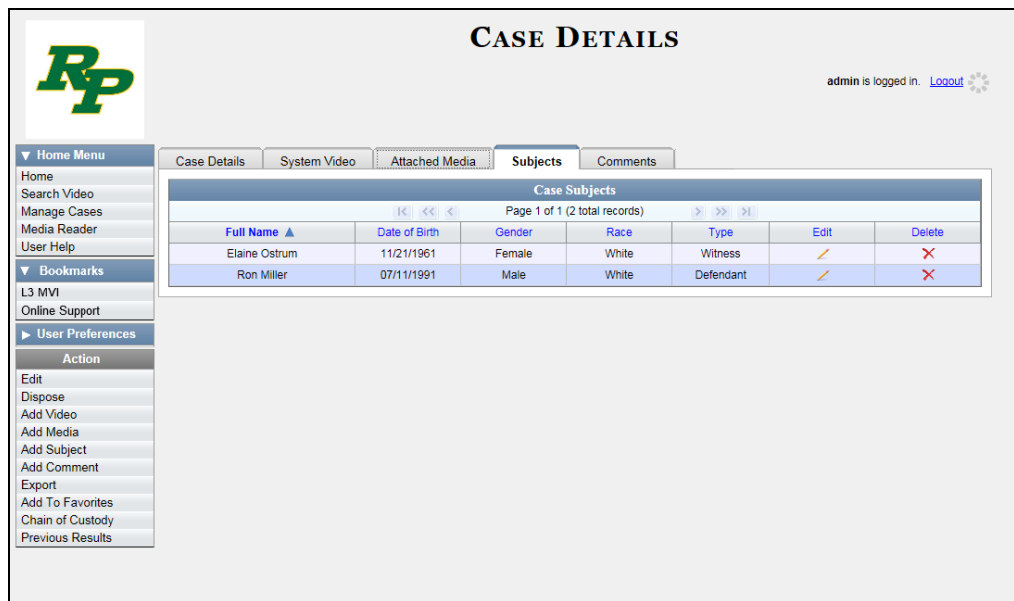 CASE DETAILS
RP
admin is logged in. Logout
Home Menu
Home
Search Video
Manage Cases
Media Reader
User Help
Bookmarks
L3 MVI
Online Support
User Preferences
Action
Edit
Dispose
Add Video
Add Media
Add Subject
Add Comment
Export
Add To Favorites
Chain of Custody
Previous Results
Case Details System Video Attached Media Subjects Comments
Case Subjects
|< << < Page 1 of 1 (2 total records) > >> >|
Full Name ▲ Date of Birth Gender Race Type Edit Delete
Elaine Ostrum 11/21/1961 Female White Witness
Ron Miller 07/11/1991 Male White Defendant